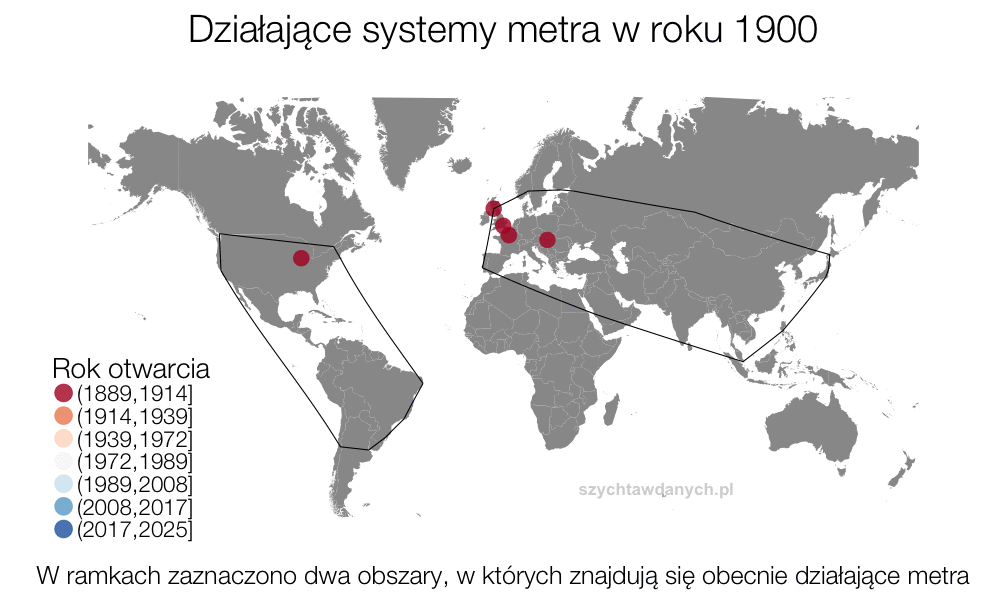 Działające systemy metra w roku 1900
Rok otwarcia
(1889,1914]
(1914,1939]
(1939,1972]
(1972,1989]
(1989,2008]
(2008,2017]
(2017,2025]
szychtawdanych.pl
W ramkach zaznaczono dwa obszary, w których znajdują się obecnie działające metra